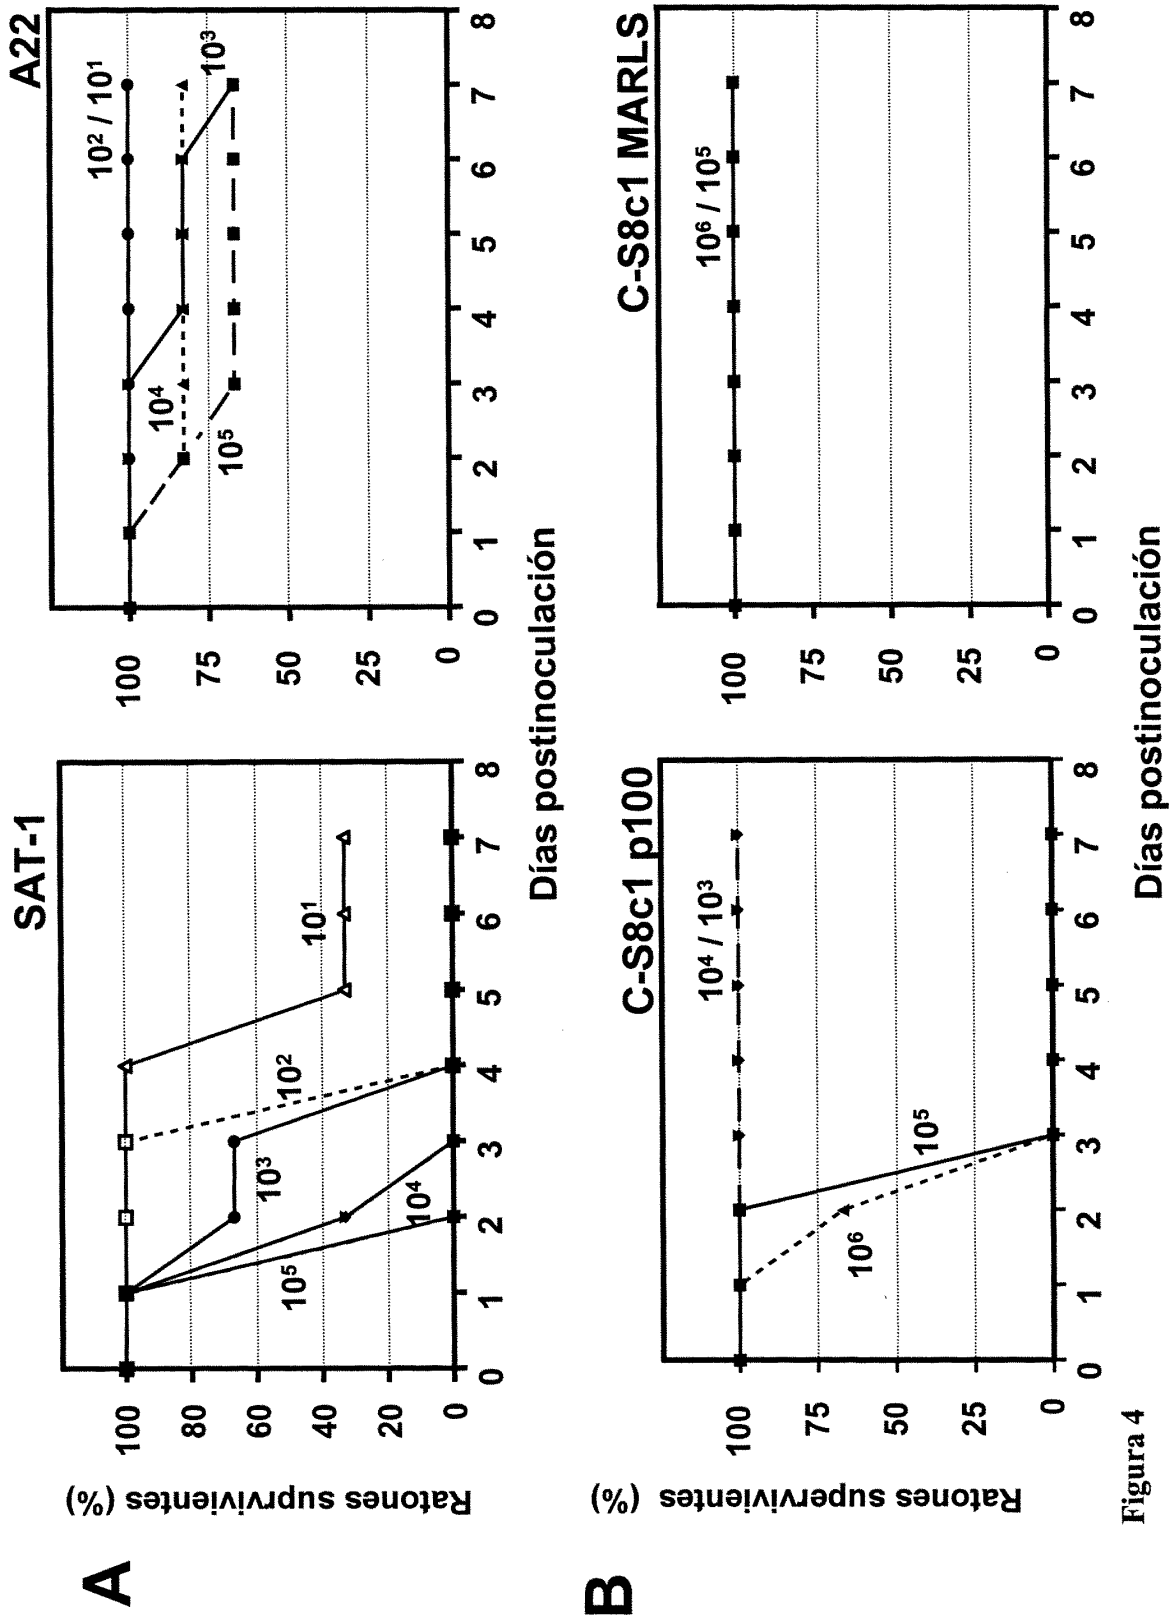 A
SAT-1
Ratones suprvivientes (%)
100
80
60
40
20
0
0 1 2 3 4 5 6 7 8
10⁵
10⁴
10³
10²
10¹
A22
100
75
50
25
0
0 1 2 3 4 5 6 7 8
10² / 10¹
10³
10⁴
10⁵
Días postinoculación
B
C-S8c1 p100
Ratones supervivientes (%)
100
75
50
25
0
0 1 2 3 4 5 6 7 8
10⁴ / 10³
10⁵
10⁶
Días postinoculación
C-S8c1 MARLS
100
75
50
25
0
0 1 2 3 4 5 6 7 8
10⁶ / 10⁵
Figura 4